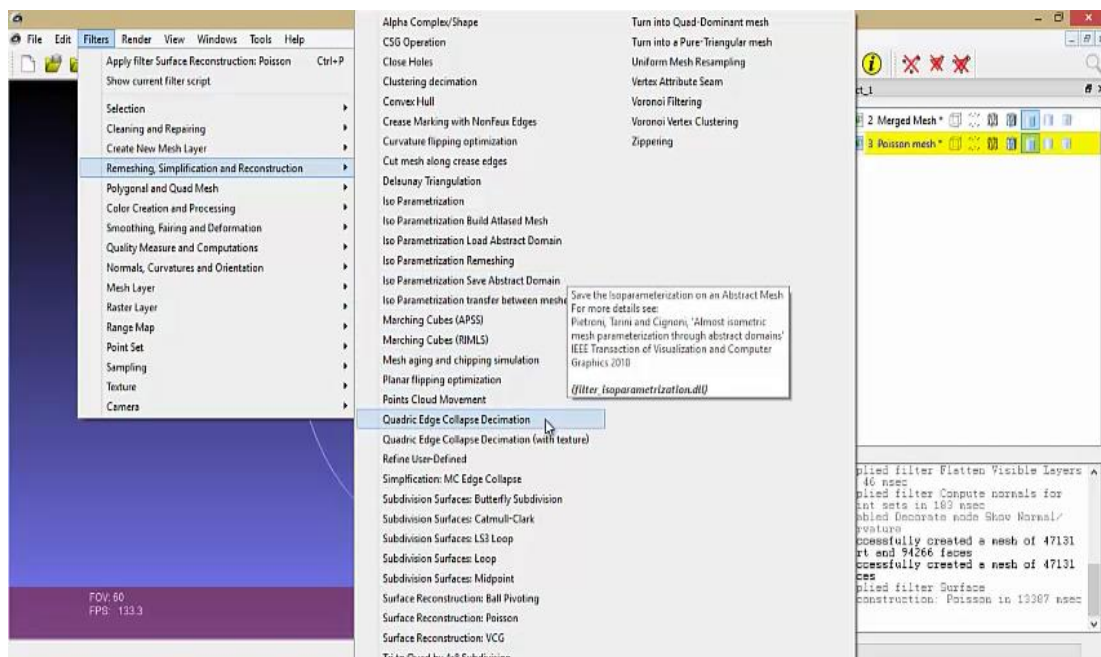 File Edit Filters Render View Windows Tools Help
Apply filter Surface Reconstruction: Poisson Ctrl+P
Show current filter script
Selection
Cleaning and Repairing
Create New Mesh Layer
Remeshing, Simplification and Reconstruction
Polygonal and Quad Mesh
Color Creation and Processing
Smoothing, Fairing and Deformation
Quality Measure and Computations
Normals, Curvatures and Orientation
Mesh Layer
Raster Layer
Range Map
Point Set
Sampling
Texture
Camera
Alpha Complex/Shape
CSG Operation
Close Holes
Clustering decimation
Convex Hull
Crease Marking with NonFaux Edges
Curvature flipping optimization
Cut mesh along crease edges
Delaunay Triangulation
Iso Parametrization
Iso Parametrization Build Atlased Mesh
Iso Parametrization Load Abstract Domain
Iso Parametrization Remeshing
Iso Parametrization Save Abstract Domain
Iso Parametrization transfer between meshe
Marching Cubes (APSS)
Marching Cubes (RIMLS)
Mesh aging and chipping simulation
Planar flipping optimization
Points Cloud Movement
Quadric Edge Collapse Decimation
Quadric Edge Collapse Decimation (with texture)
Refine User-Defined
Simplfication: MC Edge Collapse
Subdivision Surfaces: Butterfly Subdivision
Subdivision Surfaces: Catmull-Clark
Subdivision Surfaces: LS3 Loop
Subdivision Surfaces: Loop
Subdivision Surfaces: Midpoint
Surface Reconstruction: Ball Pivoting
Surface Reconstruction: Poisson
Surface Reconstruction: VCG
Tri to Quad by 4-8 Subdivision
Turn into Quad-Dominant mesh
Turn into a Pure-Triangular mesh
Uniform Mesh Resampling
Vertex Attribute Seam
Voronoi Filtering
Voronoi Vertex Clustering
Zippering
Save the Isoparameterization on an Abstract Mesh
For more details see:
Pietroni, Tarini and Cignoni, 'Almost isometric
mesh parameterization through abstract domains'
IEEE Transaction of Visualization and Computer
Graphics 2010
(filter_isoparametrization.dll)
ct_1
2 Merged Mesh *
3 Poisson mesh *
plied filter Flatten Visible Layers
46 msec
plied filter Compute normals for
int sets in 183 msec
abled Decorate mode Show Normal/
rvature
ccessfully created a mesh of 47131
rt and 94266 faces
ccessfully created a mesh of 47131
ces
plied filter Surface
construction: Poisson in 13387 msec
FOV: 60
FPS: 133.3